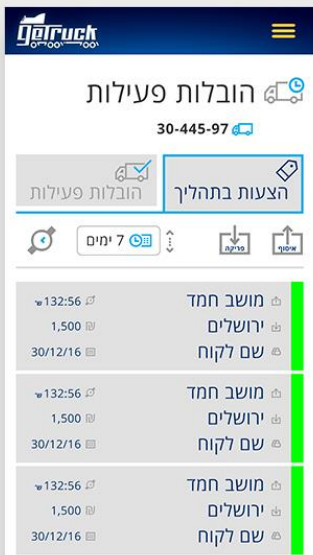 getruck
הובלות פעילות
30-445-97
הצעות בתהליך
הובלות פעילות
איסוף
פריקה
7 ימים
מושב חמד
132:56 ש'
ירושלים
1,500
שם לקוח
30/12/16
מושב חמד
132:56 ש'
ירושלים
1,500
שם לקוח
30/12/16
מושב חמד
132:56 ש'
ירושלים
1,500
שם לקוח
30/12/16